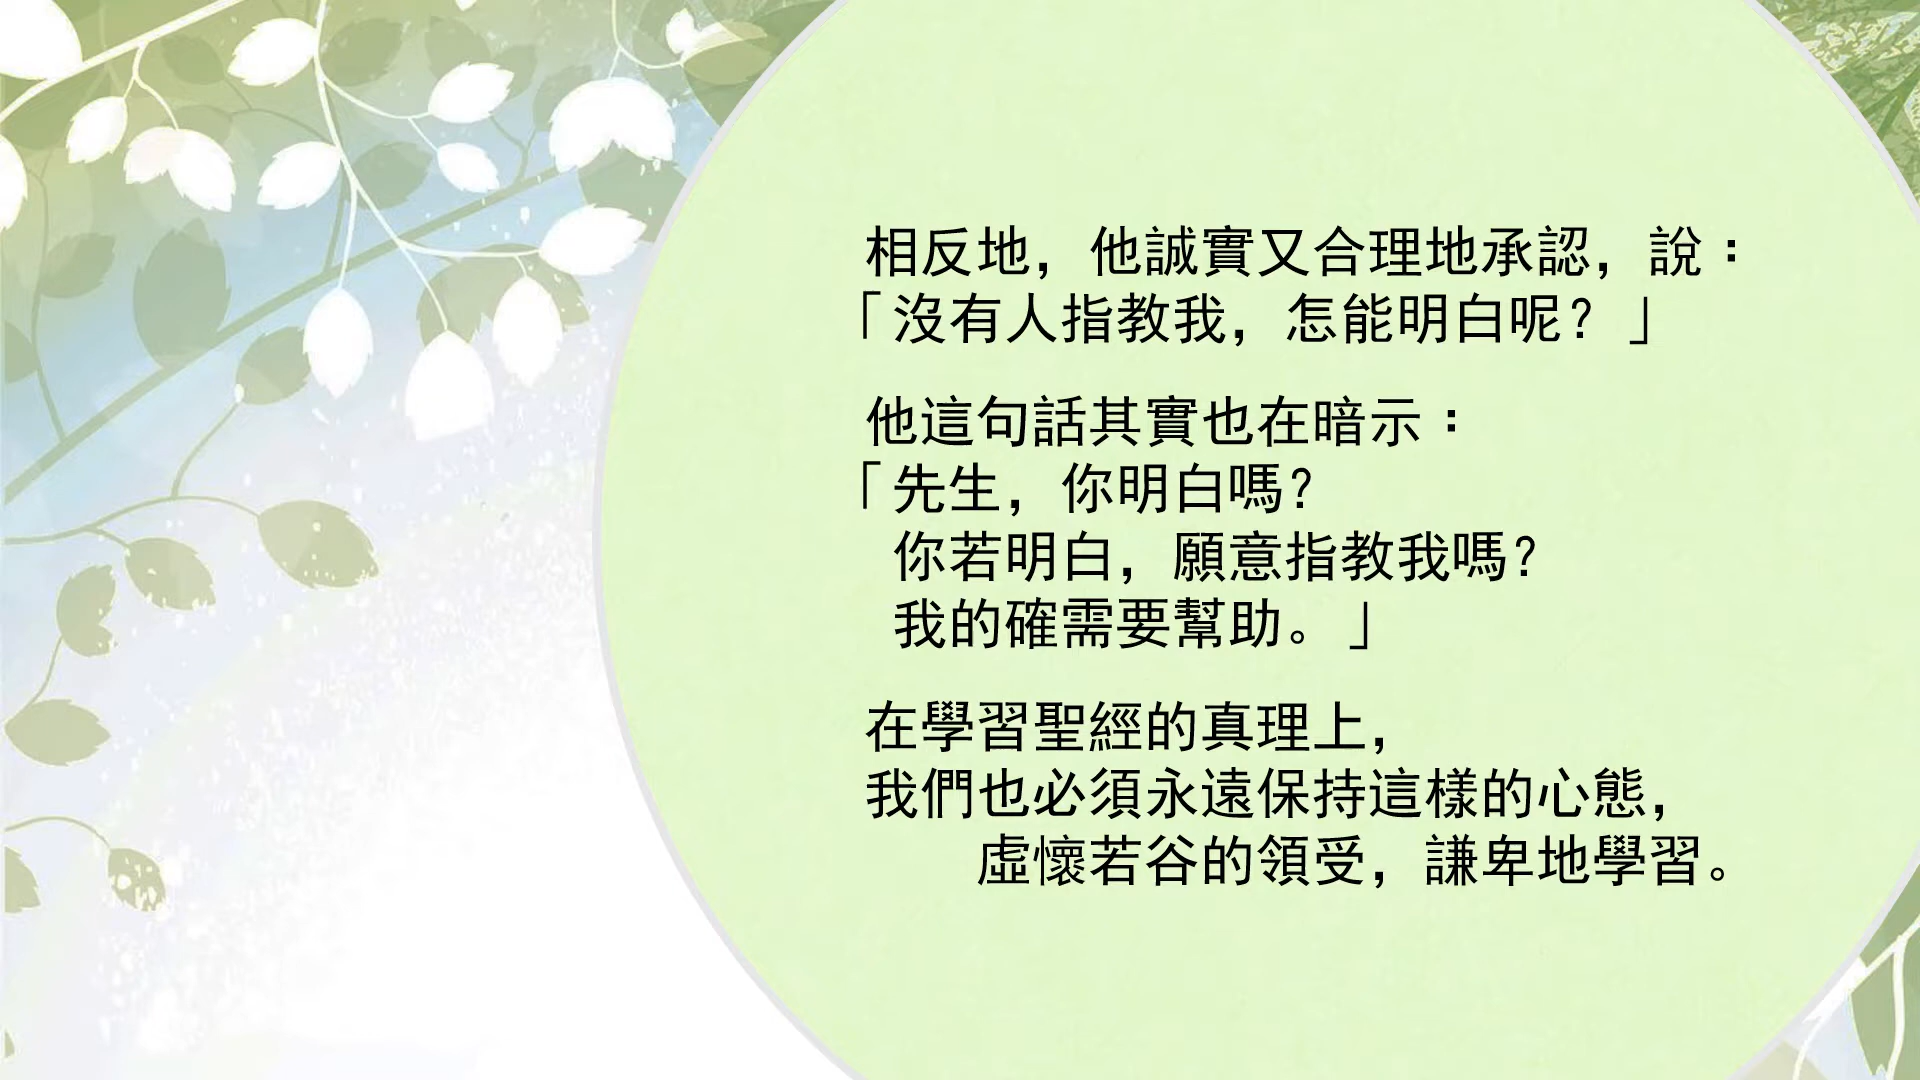 相反地，他誠實又合理地承認，說：
「沒有人指教我，怎能明白呢？」
他這句話其實也在暗示：
「先生，你明白嗎？
你若明白，願意指教我嗎？
我的確需要幫助。」
在學習聖經的真理上，
我們也必須永遠保持這樣的心態，
虛懷若谷的領受，謙卑地學習。